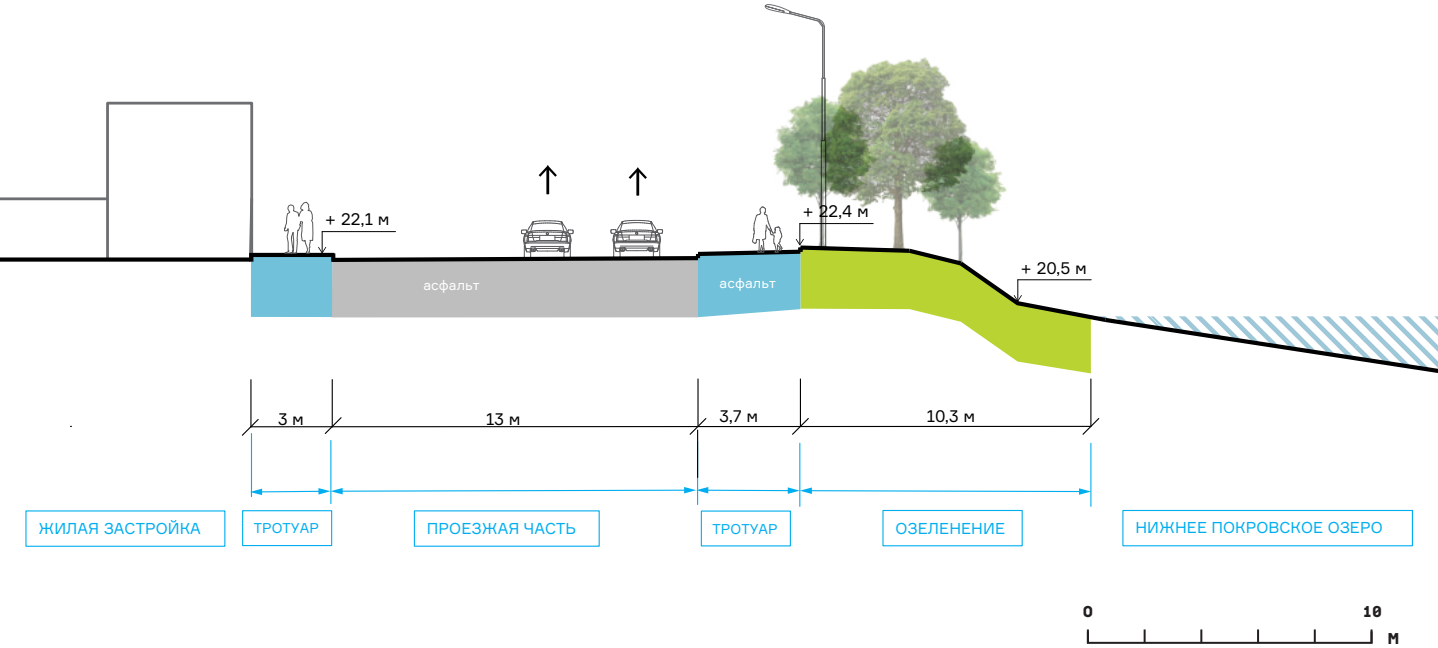 + 22,1 м
+ 22,4 м
+ 20,5 м
асфальт
асфальт
3 м
13 м
3,7 м
10,3 м
ЖИЛАЯ ЗАСТРОЙКА
ТРОТУАР
ПРОЕЗЖАЯ ЧАСТЬ
ТРОТУАР
ОЗЕЛЕНЕНИЕ
НИЖНЕЕ ПОКРОВСКОЕ ОЗЕРО
0
10
М